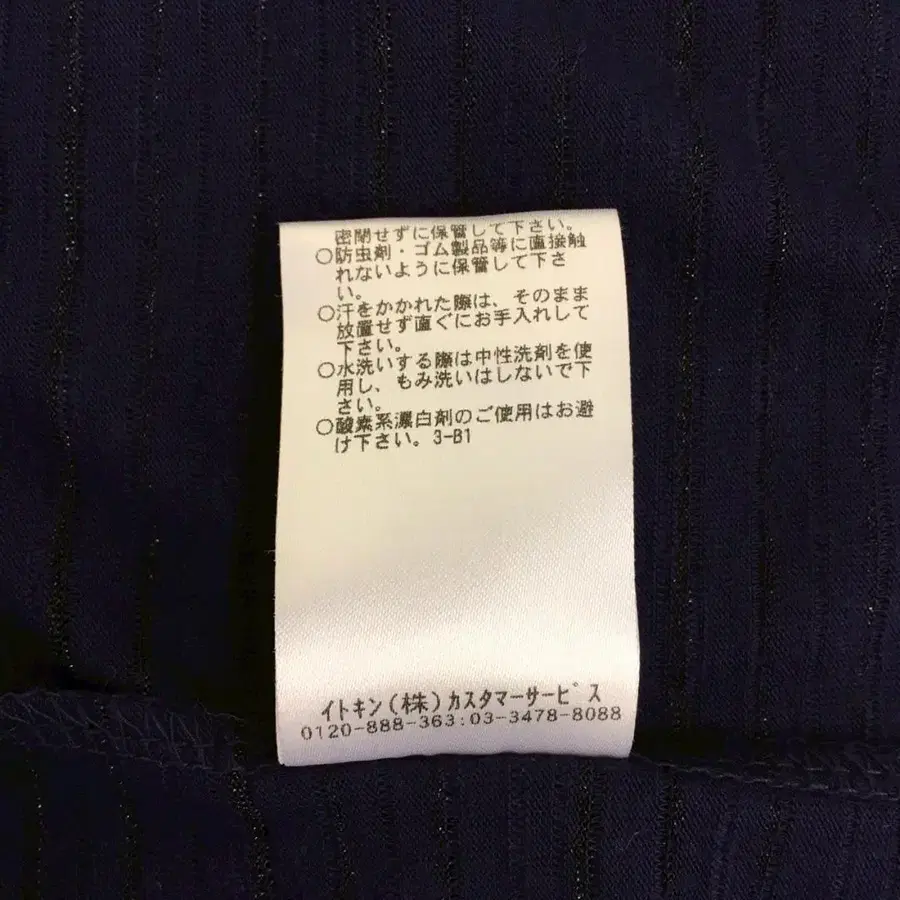 密閉せずに保管して下さい。
○防虫剤・ゴム製品等に直接触
れないように保管して下さ
い。
○汗をかかれた際は、そのまま
放置せず直ぐにお手入れして
下さい。
○水洗いする際は中性洗剤を使
用し、もみ洗いはしないで下
さい。
○酸素系漂白剤のご使用はお避
け下さい。3-B1
イトキン(株)カスタマーサービス
0120-888-363:03-3478-8088